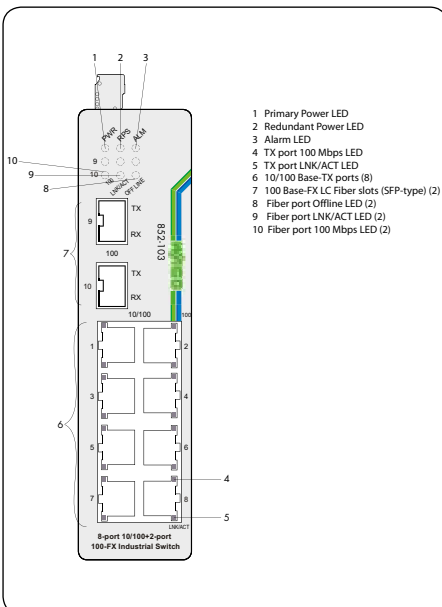 1 2 3
PWR RPS ALM
9
10
10
9
8
100 LNK/ACT OFF LINE
TX
9
RX
100
7
TX
10
RX
852-103
WAGO
10/100
100
1 2
3 4
6
5 6
4
7 8
5
LNK/ACT
8-port 10/100+2-port
100-FX Industrial Switch
1 Primary Power LED
2 Redundant Power LED
3 Alarm LED
4 TX port 100 Mbps LED
5 TX port LNK/ACT LED
6 10/100 Base-TX ports (8)
7 100 Base-FX LC Fiber slots (SFP-type) (2)
8 Fiber port Offline LED (2)
9 Fiber port LNK/ACT LED (2)
10 Fiber port 100 Mbps LED (2)